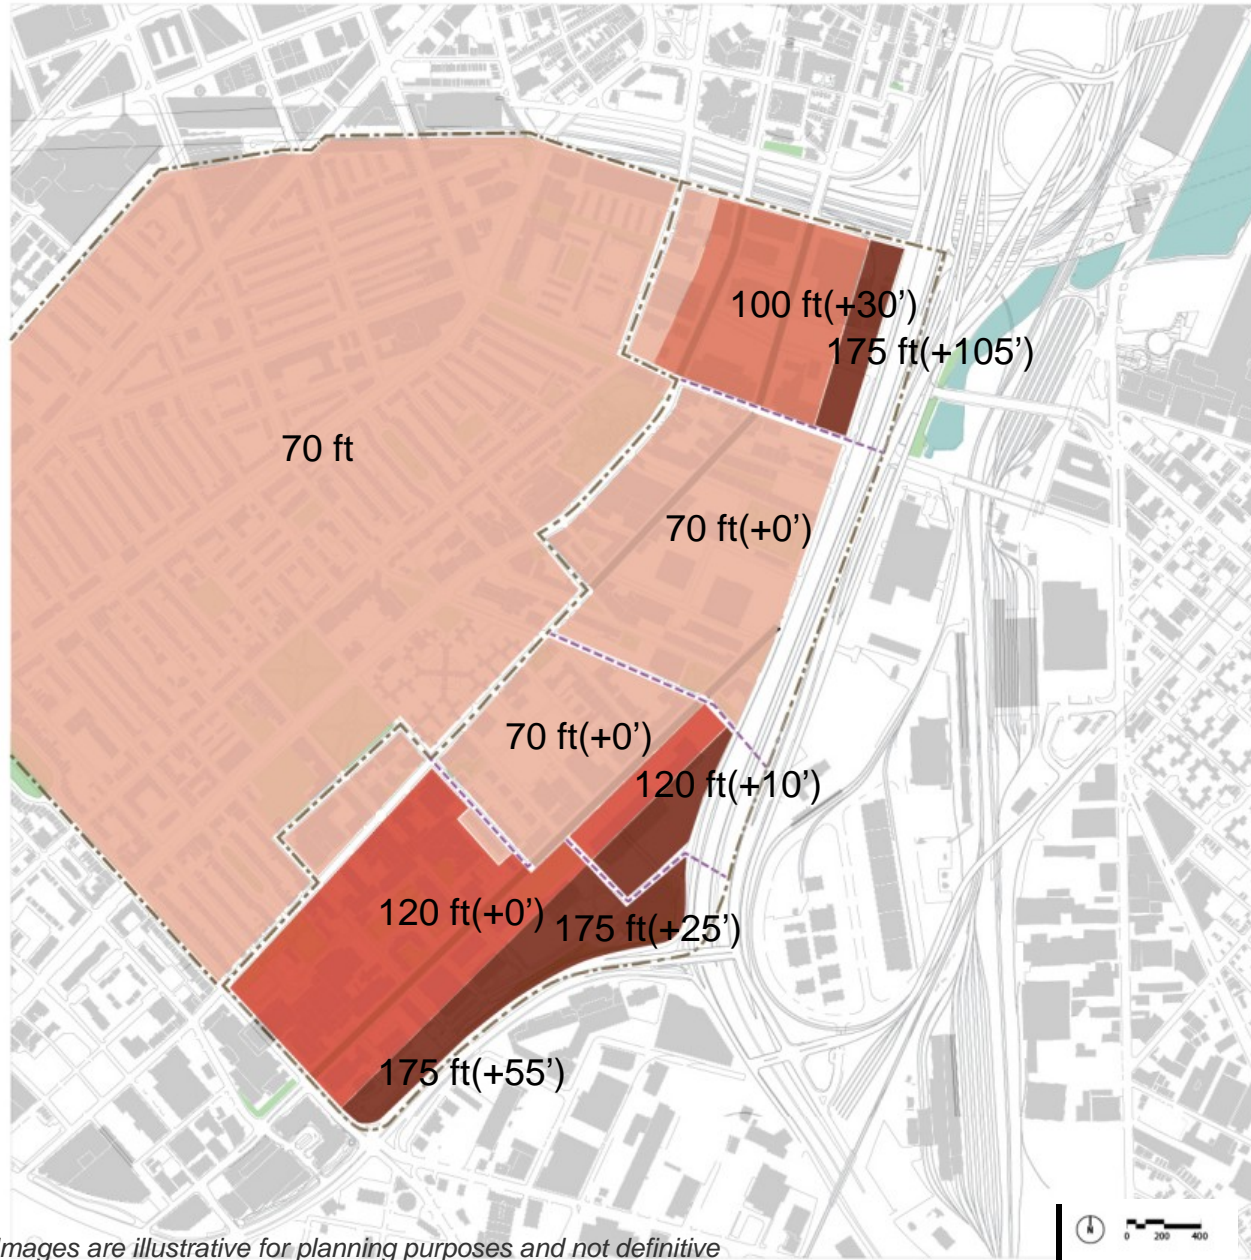 100 ft(+30’)
175 ft(+105’)
70 ft
70 ft(+0’)
70 ft(+0’)
120 ft(+10’)
120 ft(+0’)
175 ft(+25’)
175 ft(+55’)
N
0 200 400
mages are illustrative for planning purposes and not definitive